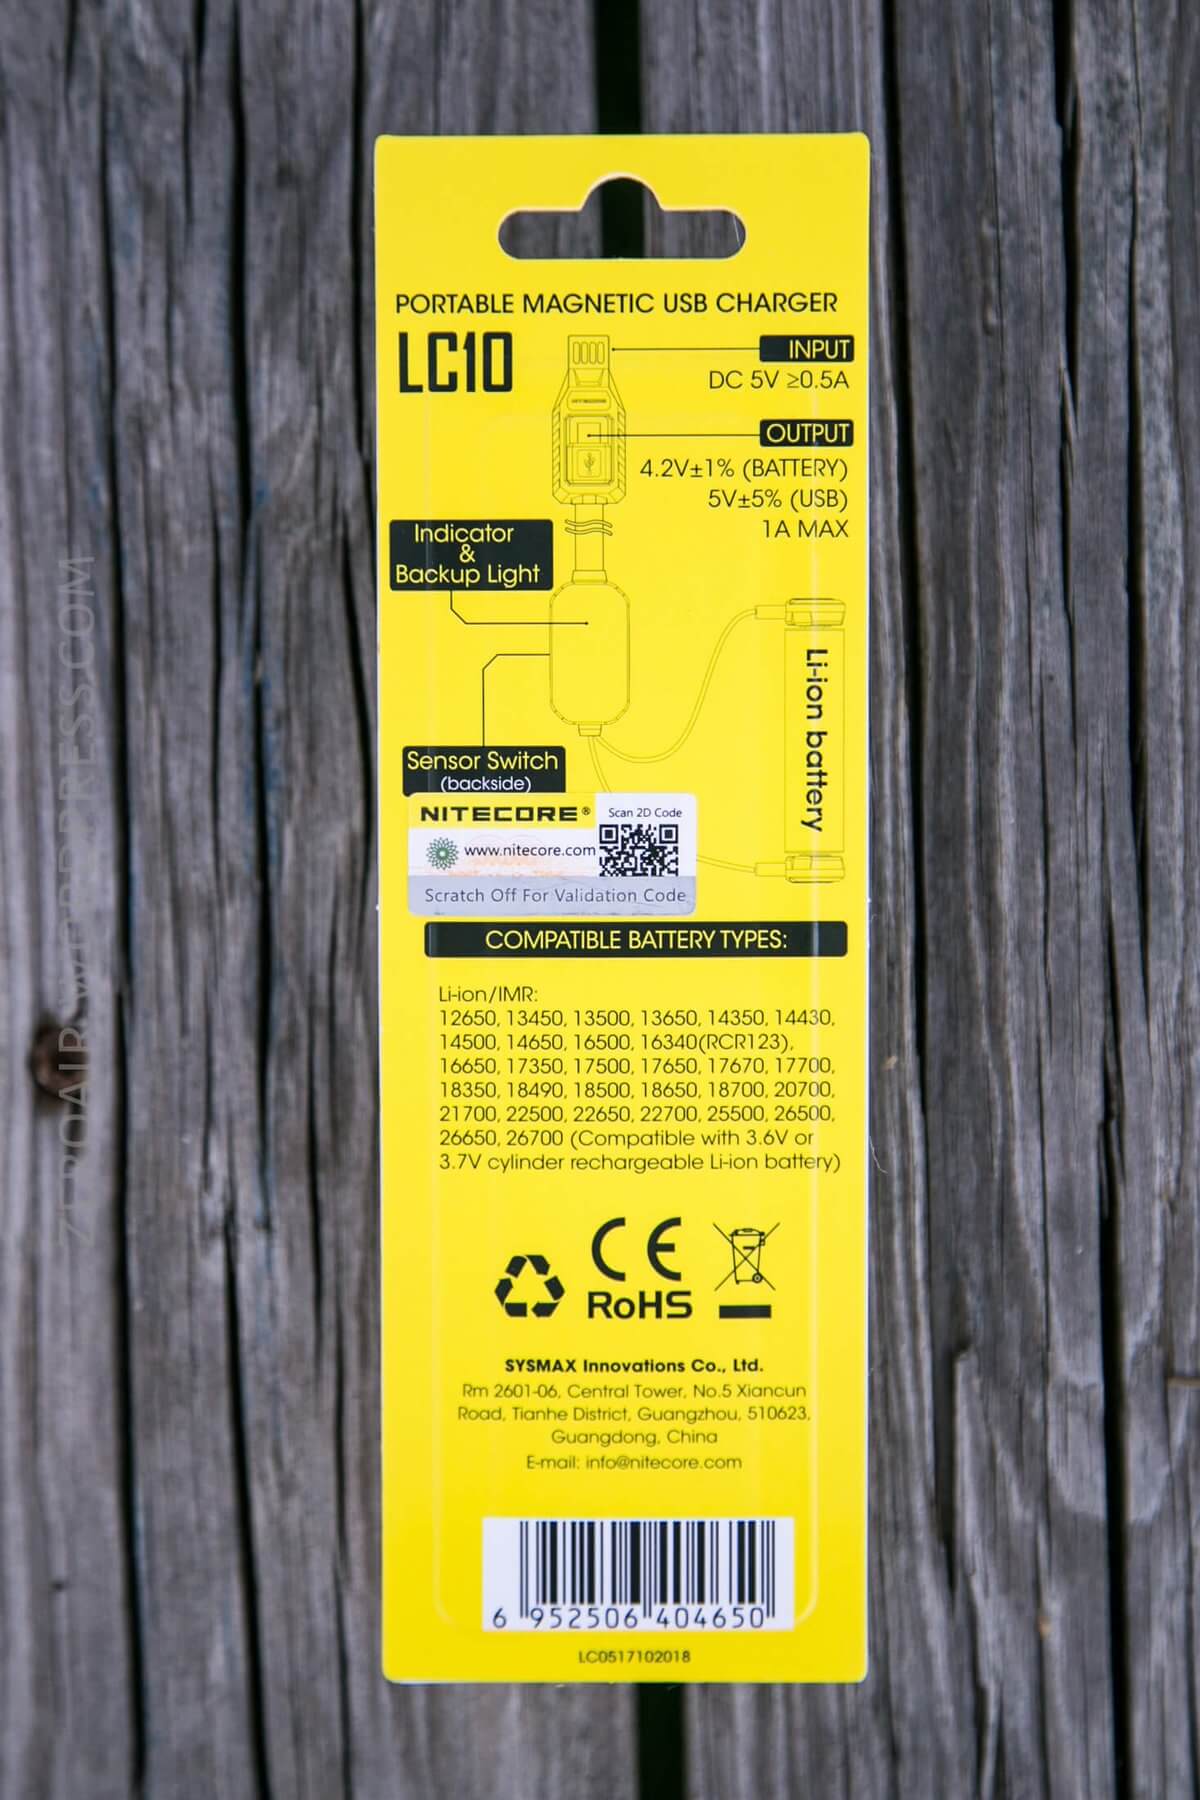 PORTABLE MAGNETIC USB CHARGER
LC10
INPUT
DC 5V ≥0.5A
OUTPUT
4.2V±1% (BATTERY)
5V±5% (USB)
1A MAX
Indicator
&
Backup Light
Sensor Switch
(backside)
Li-ion battery
NITECORE®
Scan 2D Code
www.nitecore.com
Scratch Off For Validation Code
COMPATIBLE BATTERY TYPES:
Li-ion/IMR:
12650, 13450, 13500, 13650, 14350, 14430,
14500, 14650, 16500, 16340(RCR123),
16650, 17350, 17500, 17650, 17670, 17700,
18350, 18490, 18500, 18650, 18700, 20700,
21700, 22500, 22650, 22700, 25500, 26500,
26650, 26700 (Compatible with 3.6V or
3.7V cylinder rechargeable Li-ion battery)
CE
RoHS
SYSMAX Innovations Co., Ltd.
Rm 2601-06, Central Tower, No.5 Xiancun
Road, Tianhe District, Guangzhou, 510623,
Guangdong, China
E-mail: info@nitecore.com
6 952506 404650
LC0517102018
ZEROAIR.WORDPRESS.COM